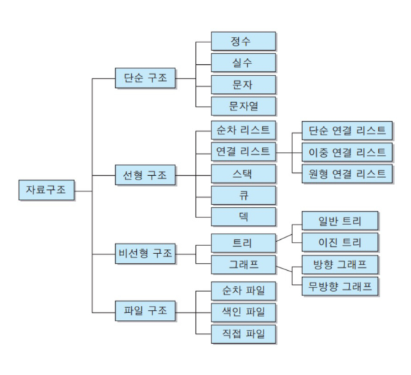 자료구조
단순 구조
정수
실수
문자
문자열
선형 구조
순차 리스트
연결 리스트
단순 연결 리스트
이중 연결 리스트
원형 연결 리스트
스택
큐
덱
비선형 구조
트리
일반 트리
이진 트리
그래프
방향 그래프
무방향 그래프
파일 구조
순차 파일
색인 파일
직접 파일